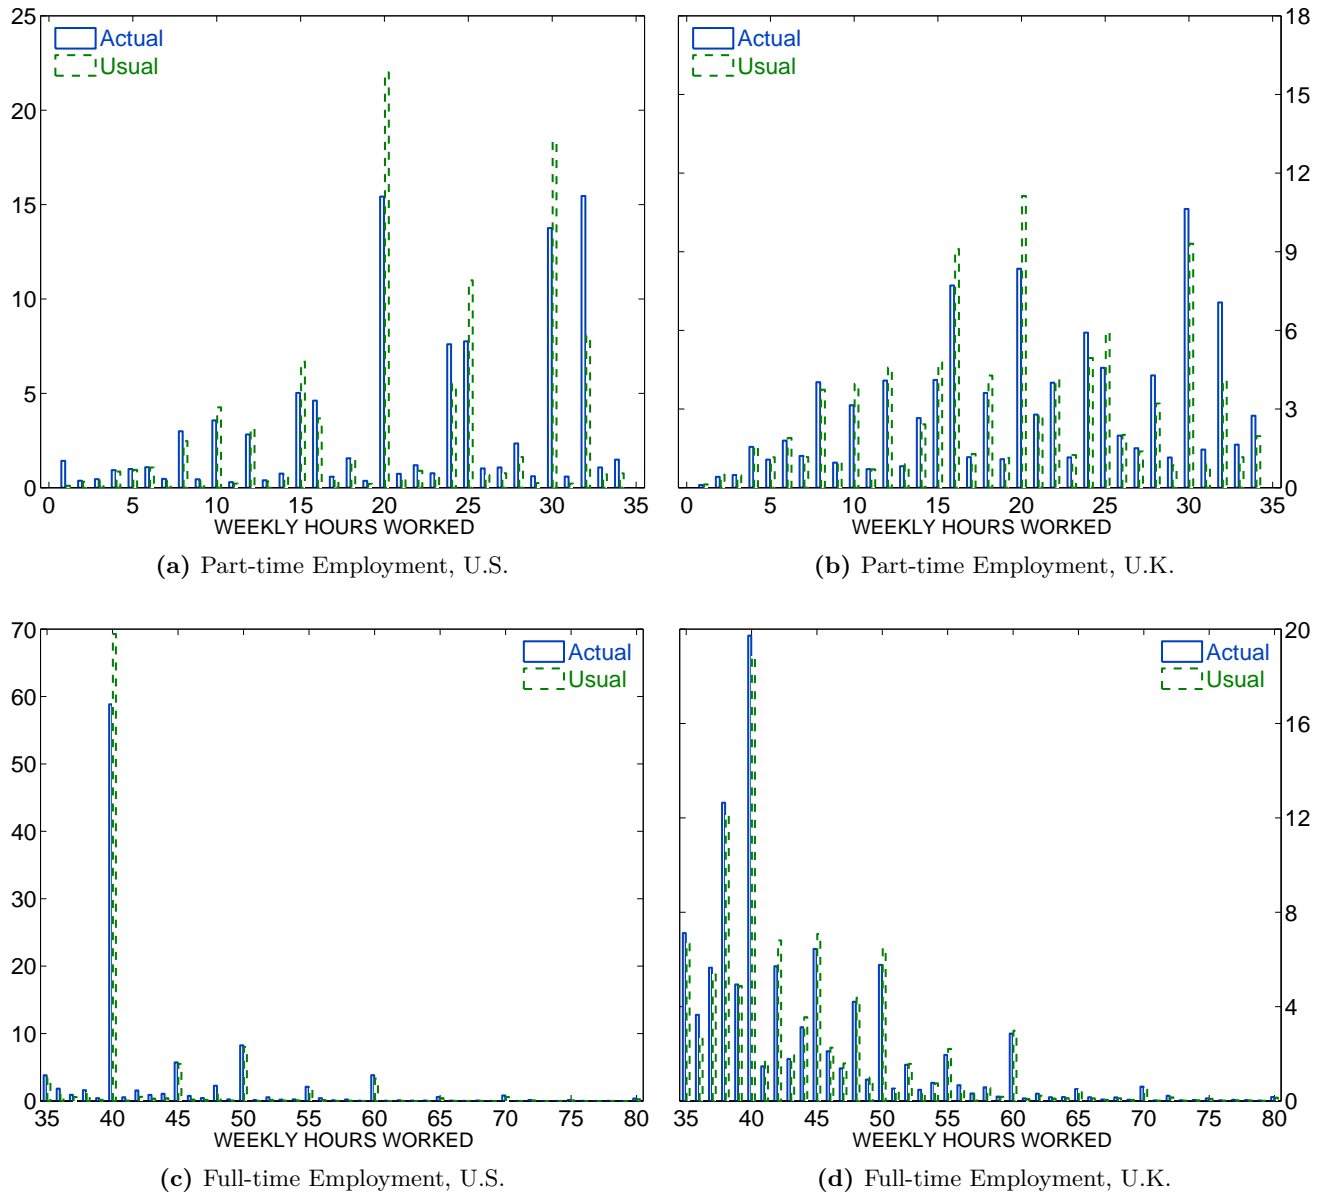 25
20
15
10
5
0
Actual
Usual
0 5 10 15 20 25 30 35
WEEKLY HOURS WORKED
(a) Part-time Employment, U.S.
18
15
12
9
6
3
0
Actual
Usual
0 5 10 15 20 25 30 35
WEEKLY HOURS WORKED
(b) Part-time Employment, U.K.
70
60
50
40
30
20
10
0
Actual
Usual
35 40 45 50 55 60 65 70 75 80
WEEKLY HOURS WORKED
(c) Full-time Employment, U.S.
20
16
12
8
4
0
Actual
Usual
35 40 45 50 55 60 65 70 75 80
WEEKLY HOURS WORKED
(d) Full-time Employment, U.K.